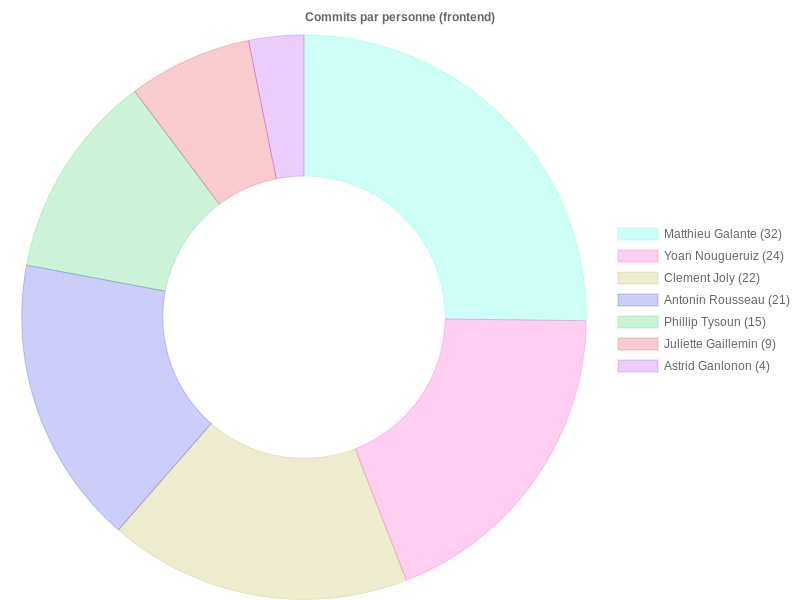 Commits par personne (frontend)
Matthieu Galante (32)
Yoan Nougueruiz (24)
Clement Joly (22)
Antonin Rousseau (21)
Phillip Tysoun (15)
Juliette Gaillemin (9)
Astrid Ganlonon (4)